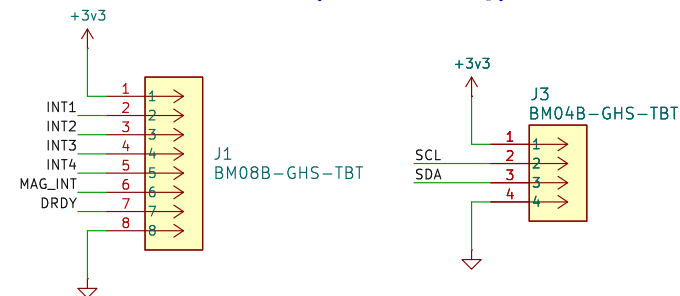 +3v3
1 1
INT1 2 2
INT2 3 3
INT3 4 4
INT4 5 5
MAG_INT 6 6
DRDY 7 7
8 8
J1
BM08B-GHS-TBT
+3v3
J3
BM04B-GHS-TBT
1 1
SCL 2 2
SDA 3 3
4 4